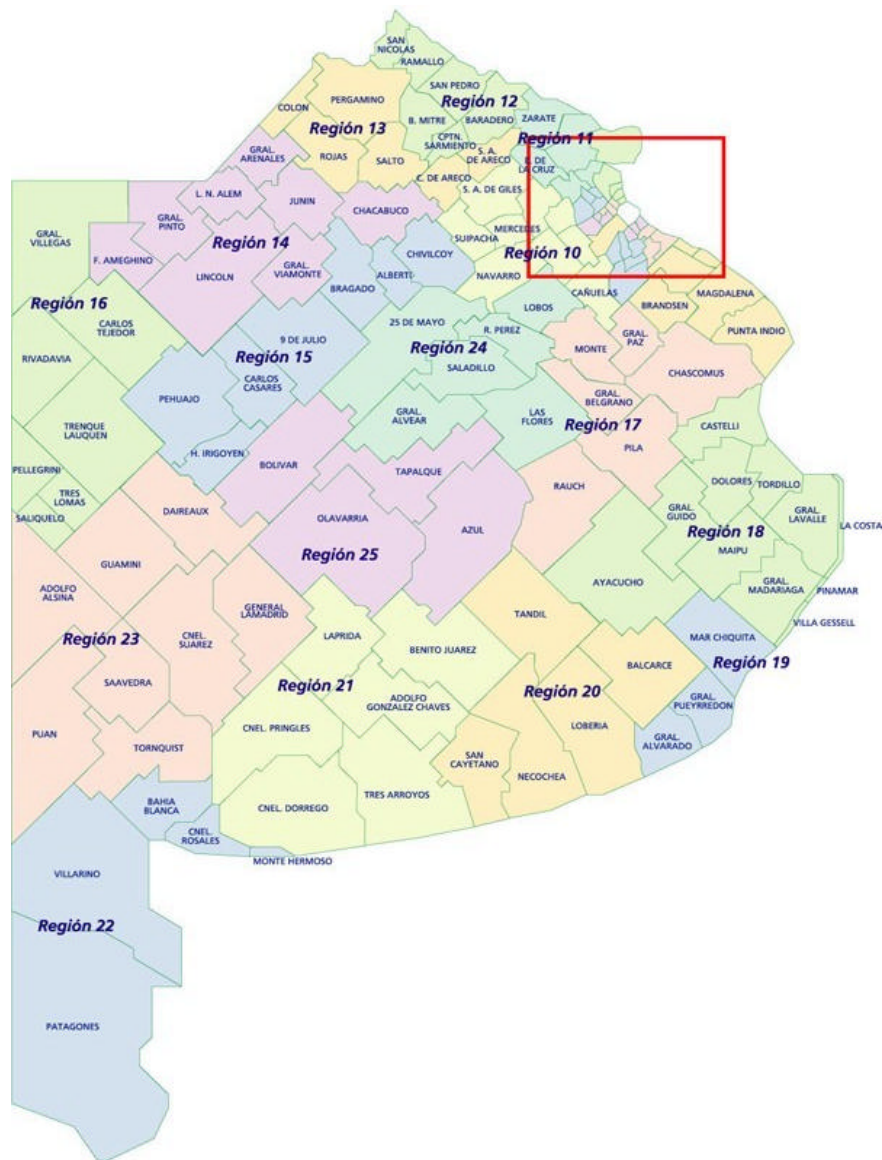 SAN
NICOLAS
RAMALLO
SAN PEDRO
PERGAMINO
Región 12
COLON
B. MITRE
BARADERO
ZARATE
Región 13
Región 11
CPTN.
SARMIENTO
GRAL.
ARENALES
ROJAS
SALTO
S. A.
DE ARECO
E. DE
LA CRUZ
C. DE ARECO
S. A. DE GILES
L. N. ALEM
JUNIN
CHACABUCO
GRAL.
PINTO
GRAL.
VILLEGAS
MERCEDES
SUIPACHA
Región 14
F. AMEGHINO
GRAL.
VIAMONTE
CHIVILCOY
Región 10
LINCOLN
BRAGADO
ALBERTI
NAVARRO
CAÑUELAS
MAGDALENA
Región 16
LOBOS
BRANDSEN
CARLOS
TEJEDOR
25 DE MAYO
R. PEREZ
PUNTA INDIO
9 DE JULIO
GRAL.
PAZ
MONTE
RIVADAVIA
Región 15
Región 24
SALADILLO
CHASCOMUS
CARLOS
CASARES
PEHUAJO
GRAL.
BELGRANO
TRENQUE
LAUQUEN
GRAL.
ALVEAR
LAS
FLORES
Región 17
CASTELLI
H. IRIGOYEN
PILA
PELLEGRINI
BOLIVAR
TAPALQUE
DOLORES
TORDILLO
TRES
LOMAS
RAUCH
SALIQUELO
DAIREAUX
GRAL.
GUIDO
GRAL.
LAVALLE
LA COSTA
OLAVARRIA
AZUL
Región 18
Región 25
MAIPU
GUAMINI
ADOLFO
ALSINA
AYACUCHO
GRAL.
MADARIAGA
PINAMAR
GENERAL
LAMADRID
TANDIL
VILLA GESSELL
Región 23
CNEL.
SUAREZ
LAPRIDA
MAR CHIQUITA
BENITO JUAREZ
BALCARCE
Región 19
SAAVEDRA
Región 21
Región 20
ADOLFO
GONZALEZ CHAVES
GRAL.
PUEYRREDON
PUAN
CNEL. PRINGLES
LOBERIA
TORNQUIST
GRAL.
ALVARADO
SAN
CAYETANO
NECOCHEA
TRES ARROYOS
BAHIA
BLANCA
CNEL. DORREGO
CNEL.
ROSALES
MONTE HERMOSO
VILLARINO
Región 22
PATAGONES